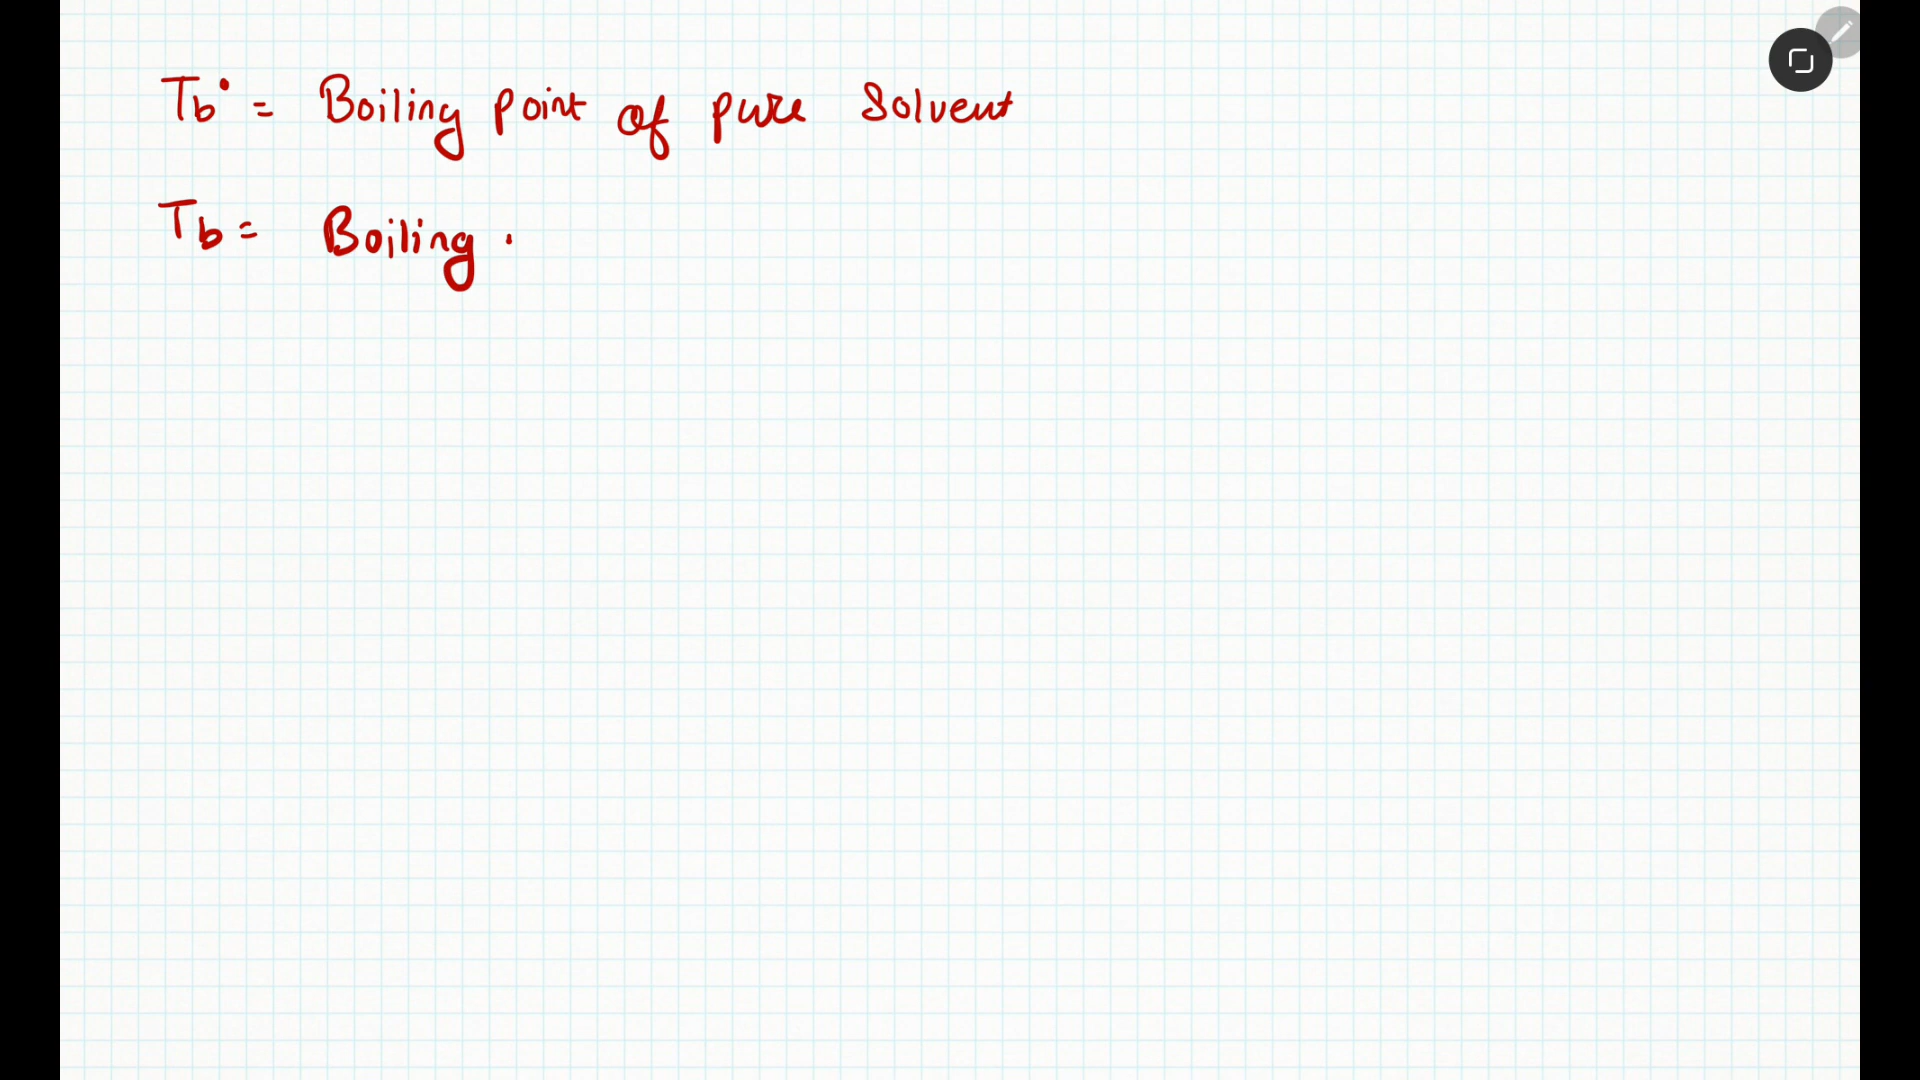 Tb° = Boiling point of pure Solvent
Tb = Boiling